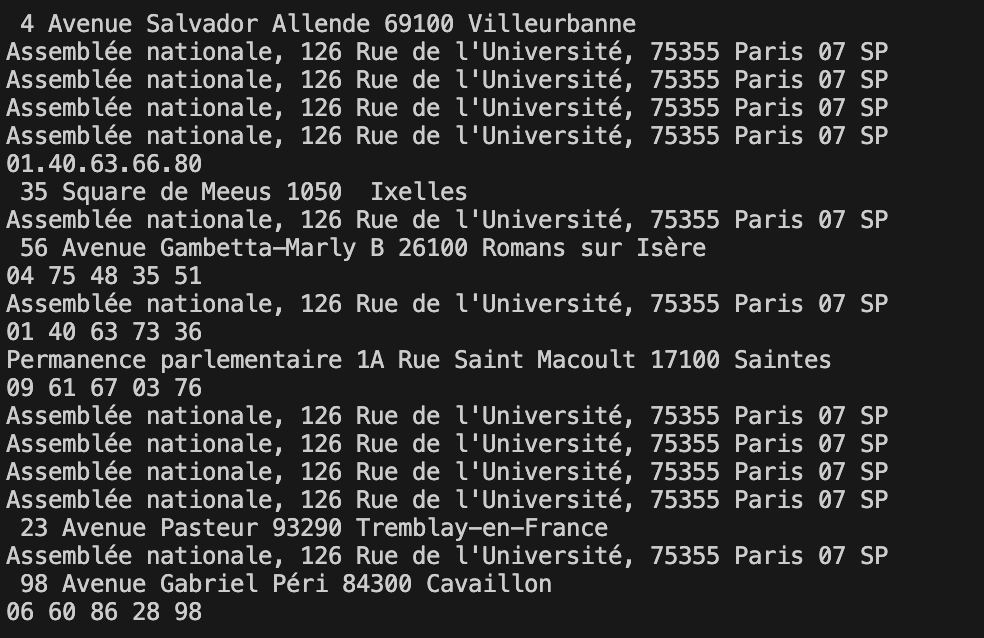 4 Avenue Salvador Allende 69100 Villeurbanne
Assemblée nationale, 126 Rue de l'Université, 75355 Paris 07 SP
Assemblée nationale, 126 Rue de l'Université, 75355 Paris 07 SP
Assemblée nationale, 126 Rue de l'Université, 75355 Paris 07 SP
Assemblée nationale, 126 Rue de l'Université, 75355 Paris 07 SP
01.40.63.66.80
35 Square de Meeus 1050  Ixelles
Assemblée nationale, 126 Rue de l'Université, 75355 Paris 07 SP
56 Avenue Gambetta-Marly B 26100 Romans sur Isère
04 75 48 35 51
Assemblée nationale, 126 Rue de l'Université, 75355 Paris 07 SP
01 40 63 73 36
Permanence parlementaire 1A Rue Saint Macoult 17100 Saintes
09 61 67 03 76
Assemblée nationale, 126 Rue de l'Université, 75355 Paris 07 SP
Assemblée nationale, 126 Rue de l'Université, 75355 Paris 07 SP
Assemblée nationale, 126 Rue de l'Université, 75355 Paris 07 SP
Assemblée nationale, 126 Rue de l'Université, 75355 Paris 07 SP
23 Avenue Pasteur 93290 Tremblay-en-France
Assemblée nationale, 126 Rue de l'Université, 75355 Paris 07 SP
98 Avenue Gabriel Péri 84300 Cavaillon
06 60 86 28 98